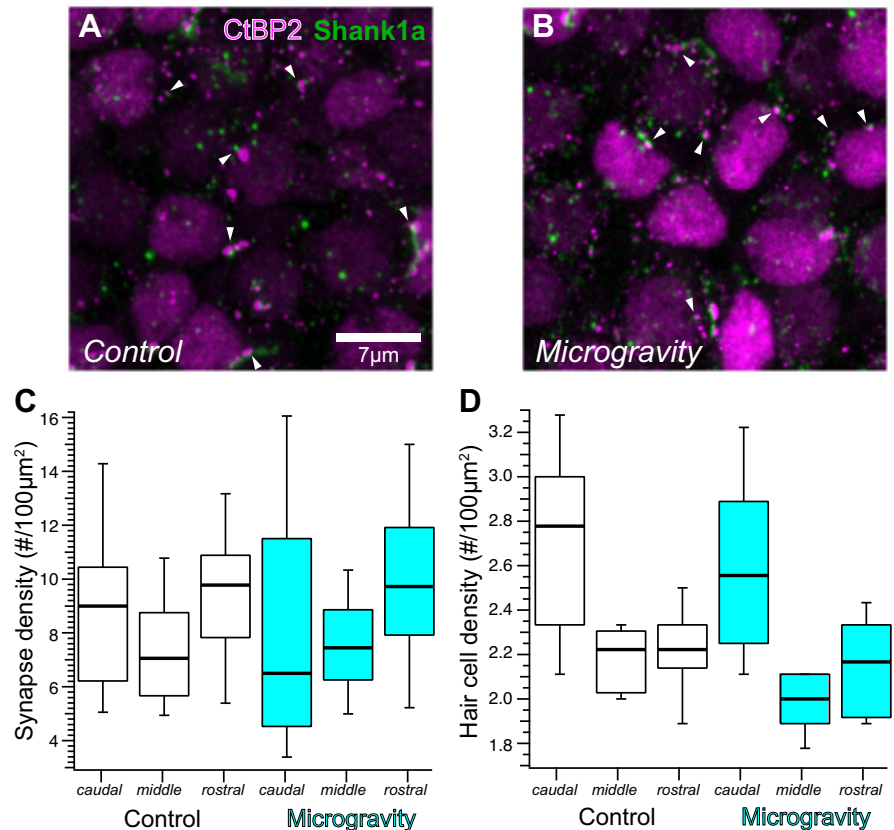 A
CtBP2 Shank1a
Control
7µm
B
Microgravity
C
Synapse density (#/100µm²)
16
14
12
10
8
6
4
caudal middle rostral caudal middle rostral
Control Microgravity
D
Hair cell density (#/100µm²)
3.2
3.0
2.8
2.6
2.4
2.2
2.0
1.8
caudal middle rostral caudal middle rostral
Control Microgravity